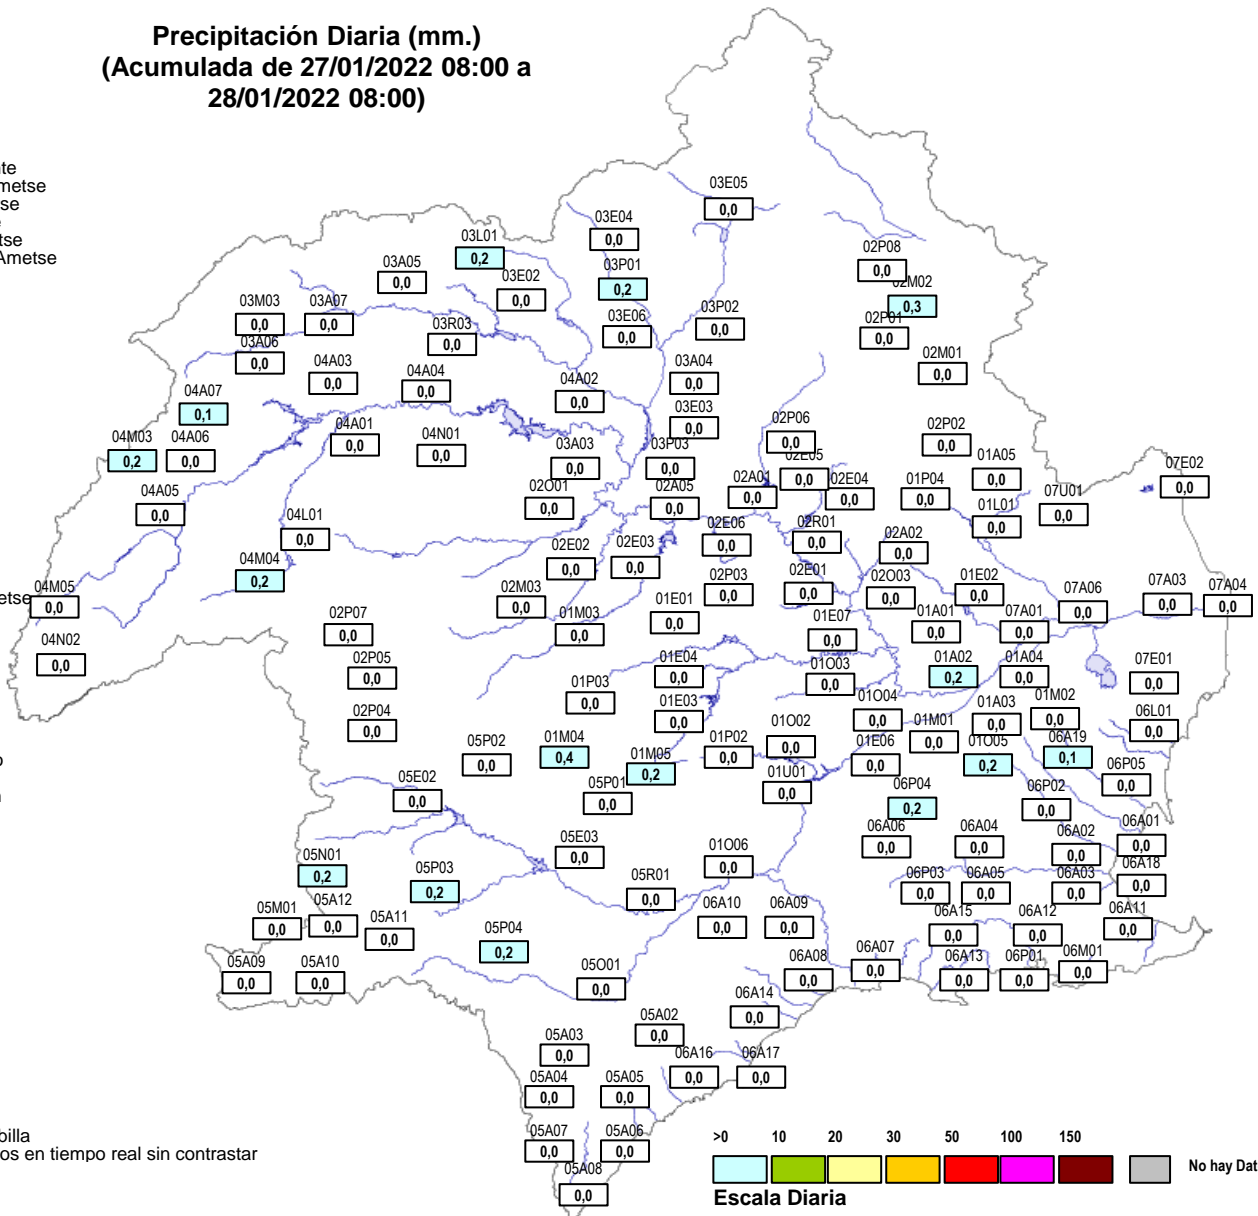 Precipitación Diaria (mm.)
(Acumulada de 27/01/2022 08:00 a
28/01/2022 08:00)
te
metse
se
tse
Ametse
03E05
0,0
03E04
0,0
03L01
0,2
03A05
0,0
03E02
0,0
03P01
0,2
02P08
0,0
02M02
0,3
03M03
0,0
03A07
0,0
03R03
0,0
03E06
0,0
03P02
0,0
02P01
0,0
03A06
0,0
04A03
0,0
04A04
0,0
04A02
0,0
03A04
0,0
02M01
0,0
04A07
0,1
03E03
0,0
04M03
0,2
04A06
0,0
04A01
0,0
04N01
0,0
03A03
0,0
03P03
0,0
02P06
0,0
02E05
0,0
02P02
0,0
01A05
0,0
07E02
0,0
04A05
0,0
02O01
0,0
02A05
0,0
02A01
0,0
02E04
0,0
01P04
0,0
01L01
0,0
07U01
0,0
04L01
0,0
02E02
0,0
02E03
0,0
02E06
0,0
02R01
0,0
02A02
0,0
04M04
0,2
etse
04M05
0,0
02M03
0,0
02P03
0,0
02E01
0,0
02O03
0,0
01E02
0,0
07A06
0,0
07A03
0,0
07A04
0,0
02P07
0,0
01M03
0,0
01E01
0,0
01E07
0,0
01A01
0,0
07A01
0,0
04N02
0,0
02P05
0,0
01E04
0,0
01O03
0,0
01A02
0,2
01A04
0,0
07E01
0,0
01P03
0,0
02P04
0,0
01E03
0,0
01O04
0,0
01A03
0,0
01M02
0,0
06L01
0,0
05P02
0,0
01M04
0,4
01M05
0,2
01P02
0,0
01O02
0,0
01E06
0,0
01M01
0,0
01O05
0,2
06A19
0,1
o
05E02
0,0
05P01
0,0
01U01
0,0
06P04
0,2
06P02
0,0
06P05
0,0
05E03
0,0
01O06
0,0
06A06
0,0
06A04
0,0
06A02
0,0
06A01
0,0
05N01
0,2
05P03
0,2
05R01
0,0
06P03
0,0
06A05
0,0
06A03
0,0
06A18
0,0
05M01
0,0
05A12
0,0
05A11
0,0
05P04
0,2
06A10
0,0
06A09
0,0
06A15
0,0
06A12
0,0
06A11
0,0
05A09
0,0
05A10
0,0
05O01
0,0
06A08
0,0
06A07
0,0
06A13
0,0
06P01
0,0
06M01
0,0
05A02
0,0
06A14
0,0
05A03
0,0
06A16
0,0
06A17
0,0
05A04
0,0
05A05
0,0
05A07
0,0
05A06
0,0
05A08
0,0
billa
os en tiempo real sin contrastar
>0 10 20 30 50 100 150
No hay Dat
Escala Diaria